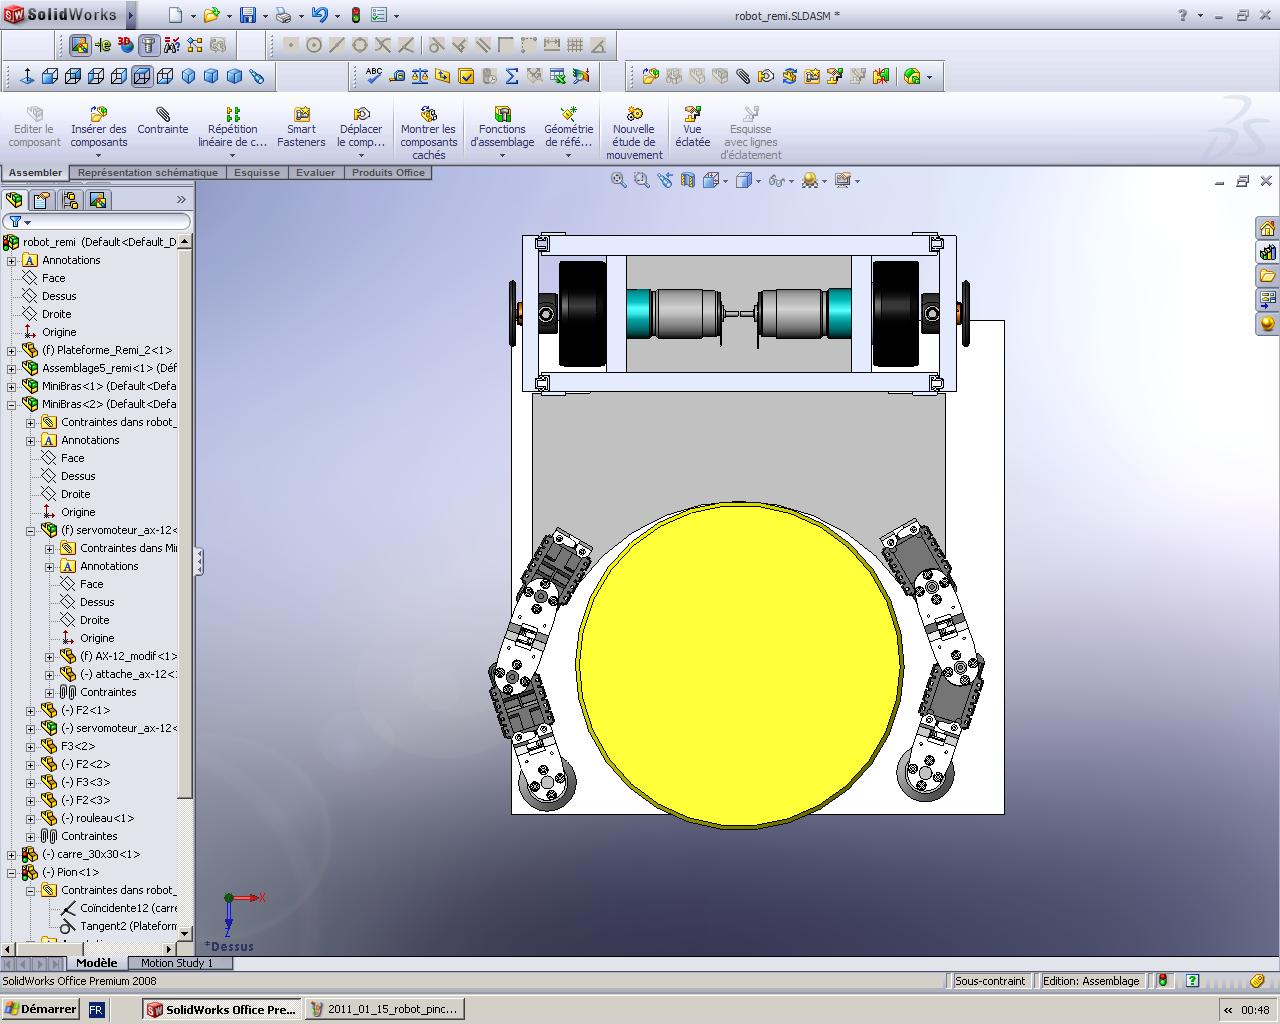 SolidWorks
robot_remi.SLDASM *
Editer le composant
Insérer des composants
Contrainte
Répétition linéaire de c...
Smart Fasteners
Déplacer le comp...
Montrer les composants cachés
Fonctions d'assemblage
Géométrie de réfé...
Nouvelle étude de mouvement
Vue éclatée
Esquisse avec lignes d'éclatement
Assembler
Représentation schématique
Esquisse
Evaluer
Produits Office
robot_remi (Default<Default_D
Annotations
Face
Dessus
Droite
Origine
(f) Plateforme_Remi_2<1>
Assemblage5_remi<1> (Déf
MiniBras<1> (Default<Defa
MiniBras<2> (Default<Defa
Contraintes dans robot_
Annotations
Face
Dessus
Droite
Origine
(f) servomoteur_ax-12<
Contraintes dans Mi
Annotations
Face
Dessus
Droite
Origine
(f) AX-12_modif<1>
(-) attache_ax-12<
Contraintes
(-) F2<1>
(-) servomoteur_ax-12<
F3<2>
(-) F2<2>
(-) F3<3>
(-) F2<3>
(-) rouleau<1>
Contraintes
(-) carre_30x30<1>
(-) Pion<1>
Contraintes dans robot_
Coïncidente12 (carre
Tangent2 (Plateform
X
Z
*Dessus
Modèle
Motion Study 1
SolidWorks Office Premium 2008
Sous-contraint
Edition: Assemblage
Démarrer
FR
SolidWorks Office Pre...
2011_01_15_robot_pinc...
00:48